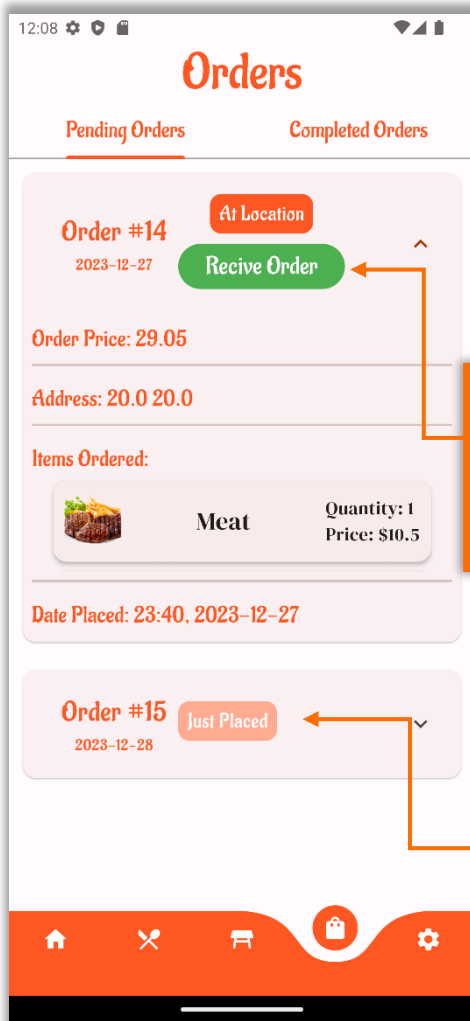 12:08
Orders
Pending Orders Completed Orders
At Location
Order #14
2023-12-27
Recive Order
Order Price: 29.05
Address: 20.0 20.0
Items Ordered:
Meat
Quantity: 1
Price: $10.5
Date Placed: 23:40, 2023-12-27
Order #15
Just Placed
2023-12-28